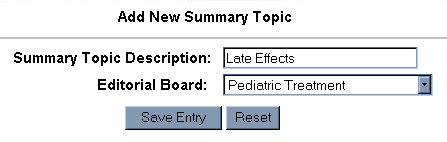 Add New Summary Topic
Summary Topic Description: Late Effects
Editorial Board: Pediatric Treatment
Save Entry Reset